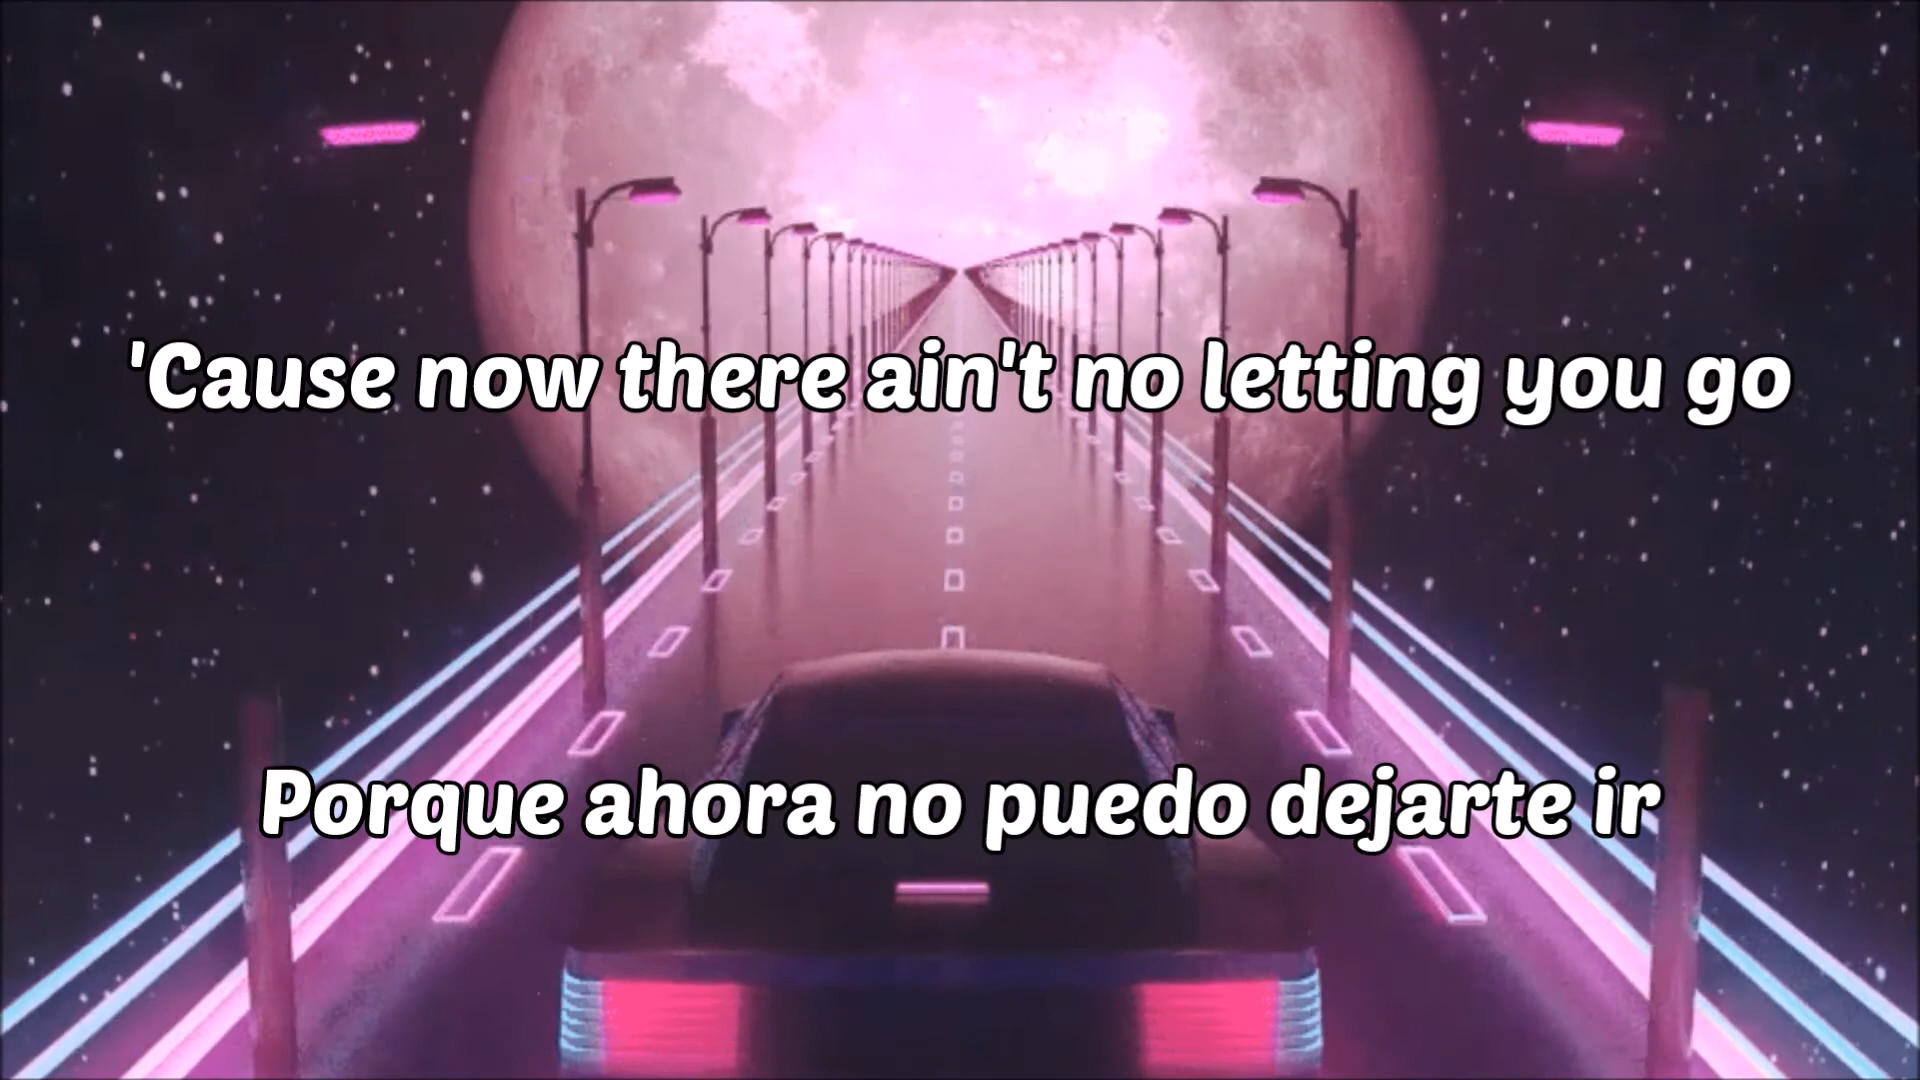 'Cause now there ain't no letting you go
Porque ahora no puedo dejarte ir